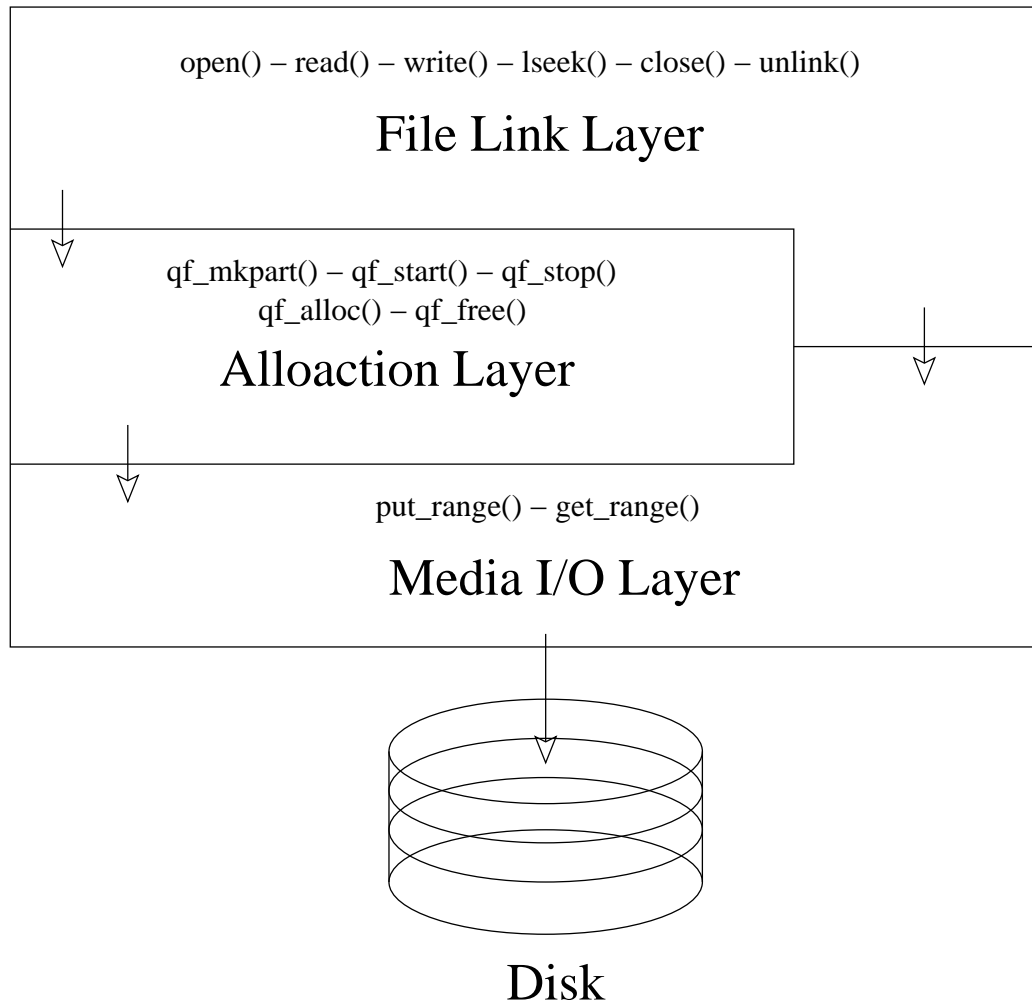 open() – read() – write() – lseek() – close() – unlink()
File Link Layer
qf_mkpart() – qf_start() – qf_stop()
qf_alloc() – qf_free()
Alloaction Layer
put_range() – get_range()
Media I/O Layer
Disk